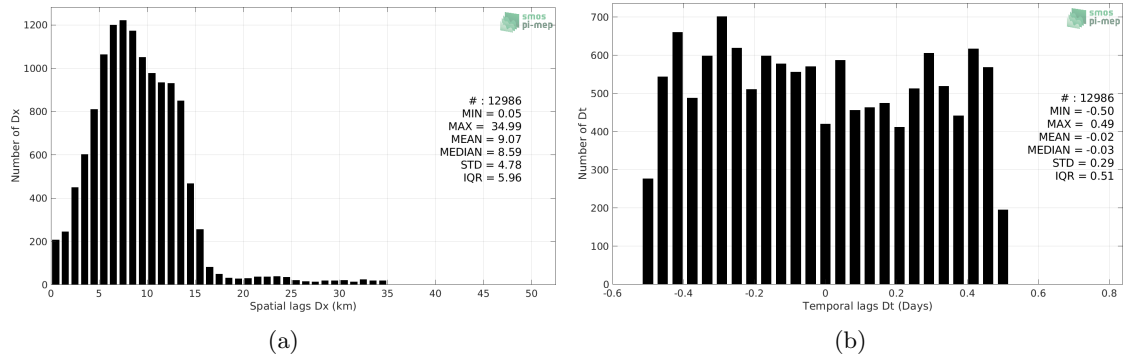 1200
1000
800
600
400
200
0
0 5 10 15 20 25 30 35 40 45 50
Number of Dx
Spatial lags Dx (km)
smos
pi-mep
# : 12986
MIN = 0.05
MAX = 34.99
MEAN = 9.07
MEDIAN = 8.59
STD = 4.78
IQR = 5.96
(a)
700
600
500
400
300
200
100
0
-0.6 -0.4 -0.2 0 0.2 0.4 0.6 0.8
Number of Dt
Temporal lags Dt (Days)
smos
pi-mep
# : 12986
MIN = -0.50
MAX = 0.49
MEAN = -0.02
MEDIAN = -0.03
STD = 0.29
IQR = 0.51
(b)